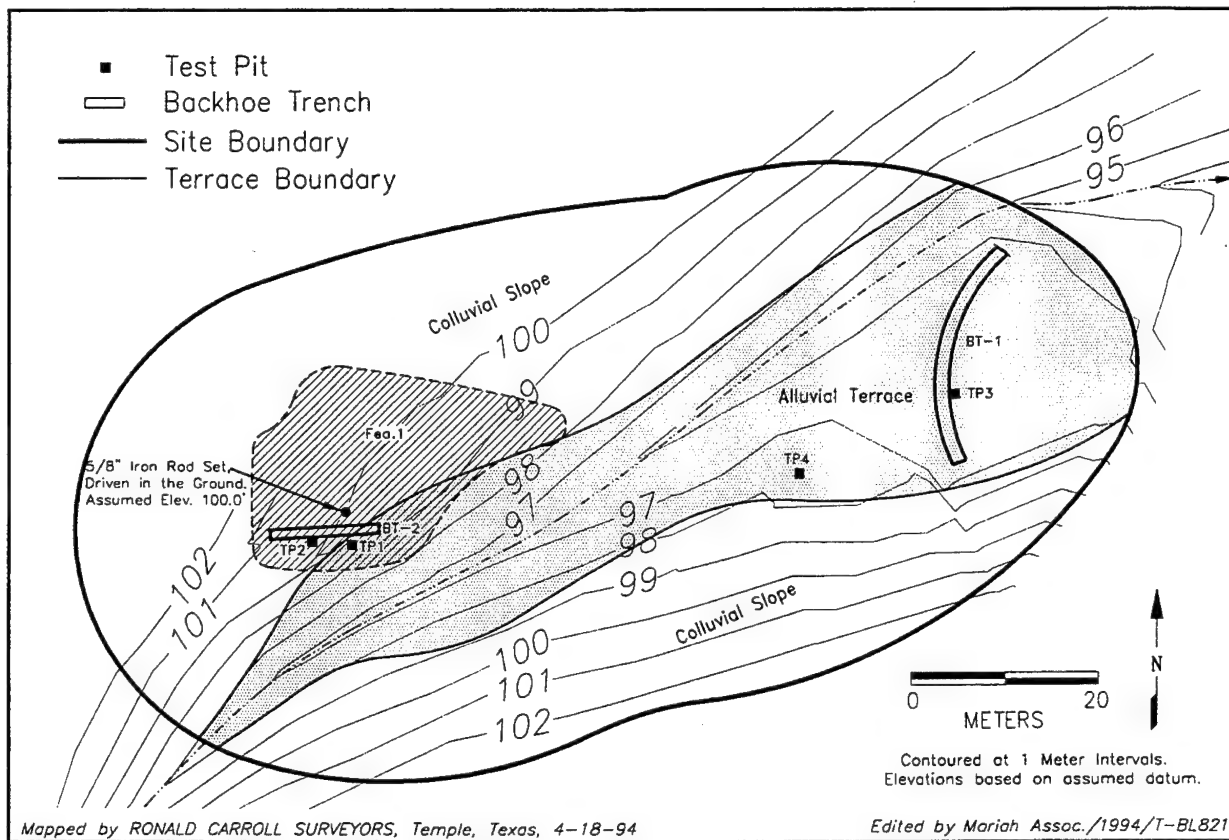 Test Pit
Backhoe Trench
Site Boundary
Terrace Boundary
96
95
Colluvial Slope
100
99
BT-1
TP3
Alluvial Terrace
Fea.1
5/8" Iron Rod Set,
Driven in the Ground.
Assumed Elev. 100.0'
98
97
TP4
BT-2
TP2
TP1
97
98
99
102
101
Colluvial Slope
100
101
102
N
0
20
METERS
Contoured at 1 Meter Intervals.
Elevations based on assumed datum.
Mapped by RONALD CARROLL SURVEYORS, Temple, Texas, 4-18-94
Edited by Mariah Assoc./1994/T-BL821